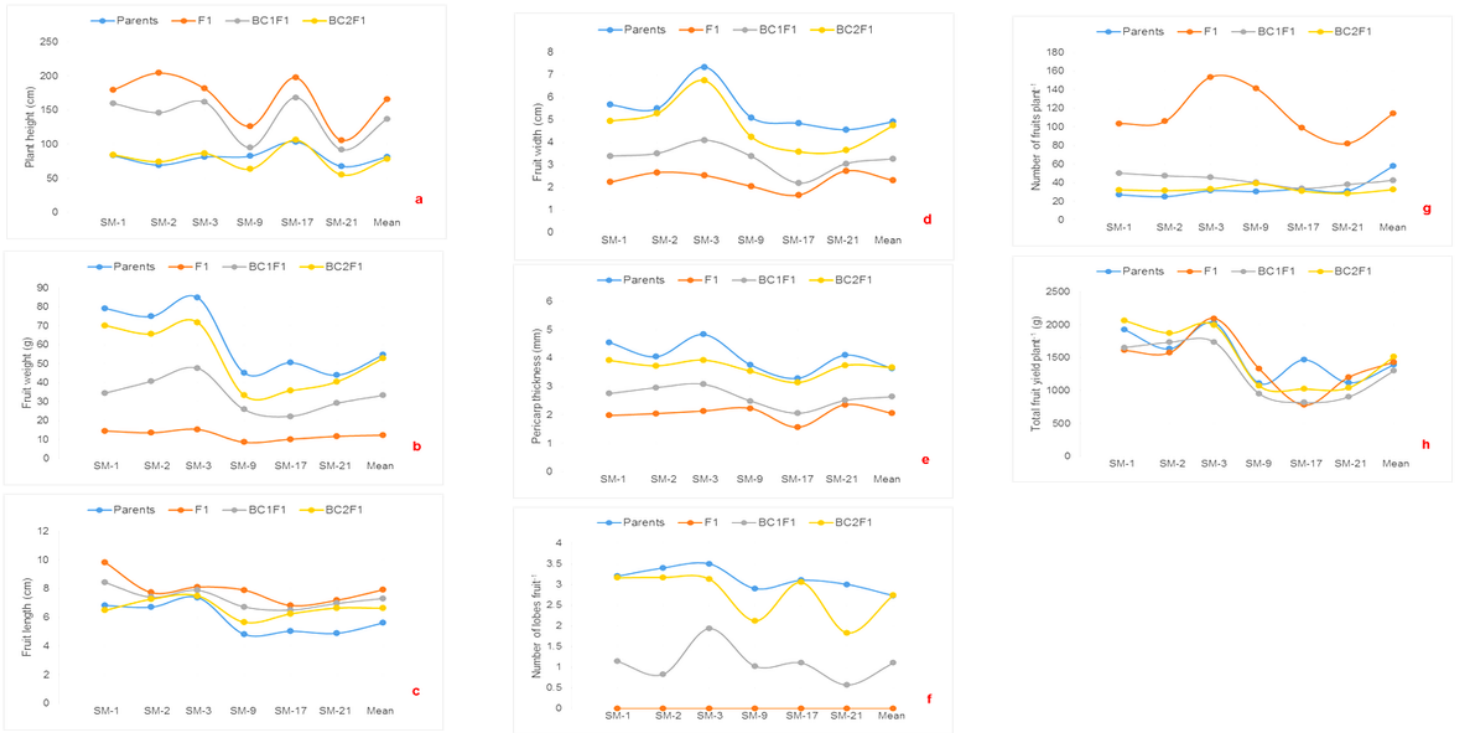 Parents F1 BC1F1 BC2F1
Plant height (cm)
250
200
150
100
50
0
SM-1 SM-2 SM-3 SM-9 SM-17 SM-21 Mean
a
Parents F1 BC1F1 BC2F1
Fruit weight (g)
90
80
70
60
50
40
30
20
10
0
SM-1 SM-2 SM-3 SM-9 SM-17 SM-21 Mean
b
Parents F1 BC1F1 BC2F1
Fruit length (cm)
12
10
8
6
4
2
0
SM-1 SM-2 SM-3 SM-9 SM-17 SM-21 Mean
c
Parents F1 BC1F1 BC2F1
Fruit width (cm)
8
7
6
5
4
3
2
1
0
SM-1 SM-2 SM-3 SM-9 SM-17 SM-21 Mean
d
Parents F1 BC1F1 BC2F1
Pericarp thickness (mm)
6
5
4
3
2
1
0
SM-1 SM-2 SM-3 SM-9 SM-17 SM-21 Mean
e
Parents F1 BC1F1 BC2F1
Number of lobes fruit⁻¹
4
3.5
3
2.5
2
1.5
1
0.5
0
SM-1 SM-2 SM-3 SM-9 SM-17 SM-21 Mean
f
Parents F1 BC1F1 BC2F1
Number of fruits plant⁻¹
180
160
140
120
100
80
60
40
20
0
SM-1 SM-2 SM-3 SM-9 SM-17 SM-21 Mean
g
Parents F1 BC1F1 BC2F1
Total fruit yield plant⁻¹ (g)
2500
2000
1500
1000
500
0
SM-1 SM-2 SM-3 SM-9 SM-17 SM-21 Mean
h